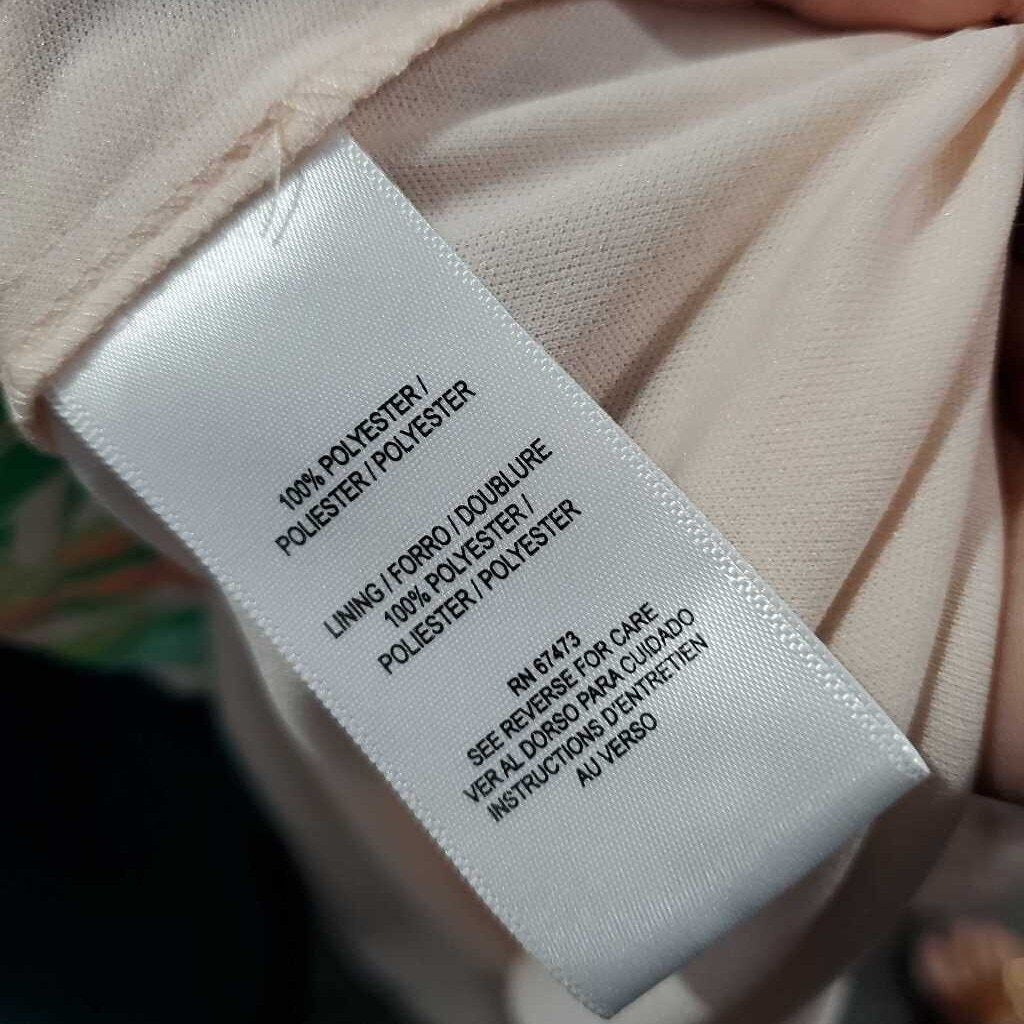 100% POLYESTER /
POLIESTER / POLYESTER
LINING / FORRO / DOUBLURE
100% POLYESTER /
POLIESTER / POLYESTER
RN 67473
SEE REVERSE FOR CARE
VER AL DORSO PARA CUIDADO
INSTRUCTIONS D'ENTRETIEN
AU VERSO